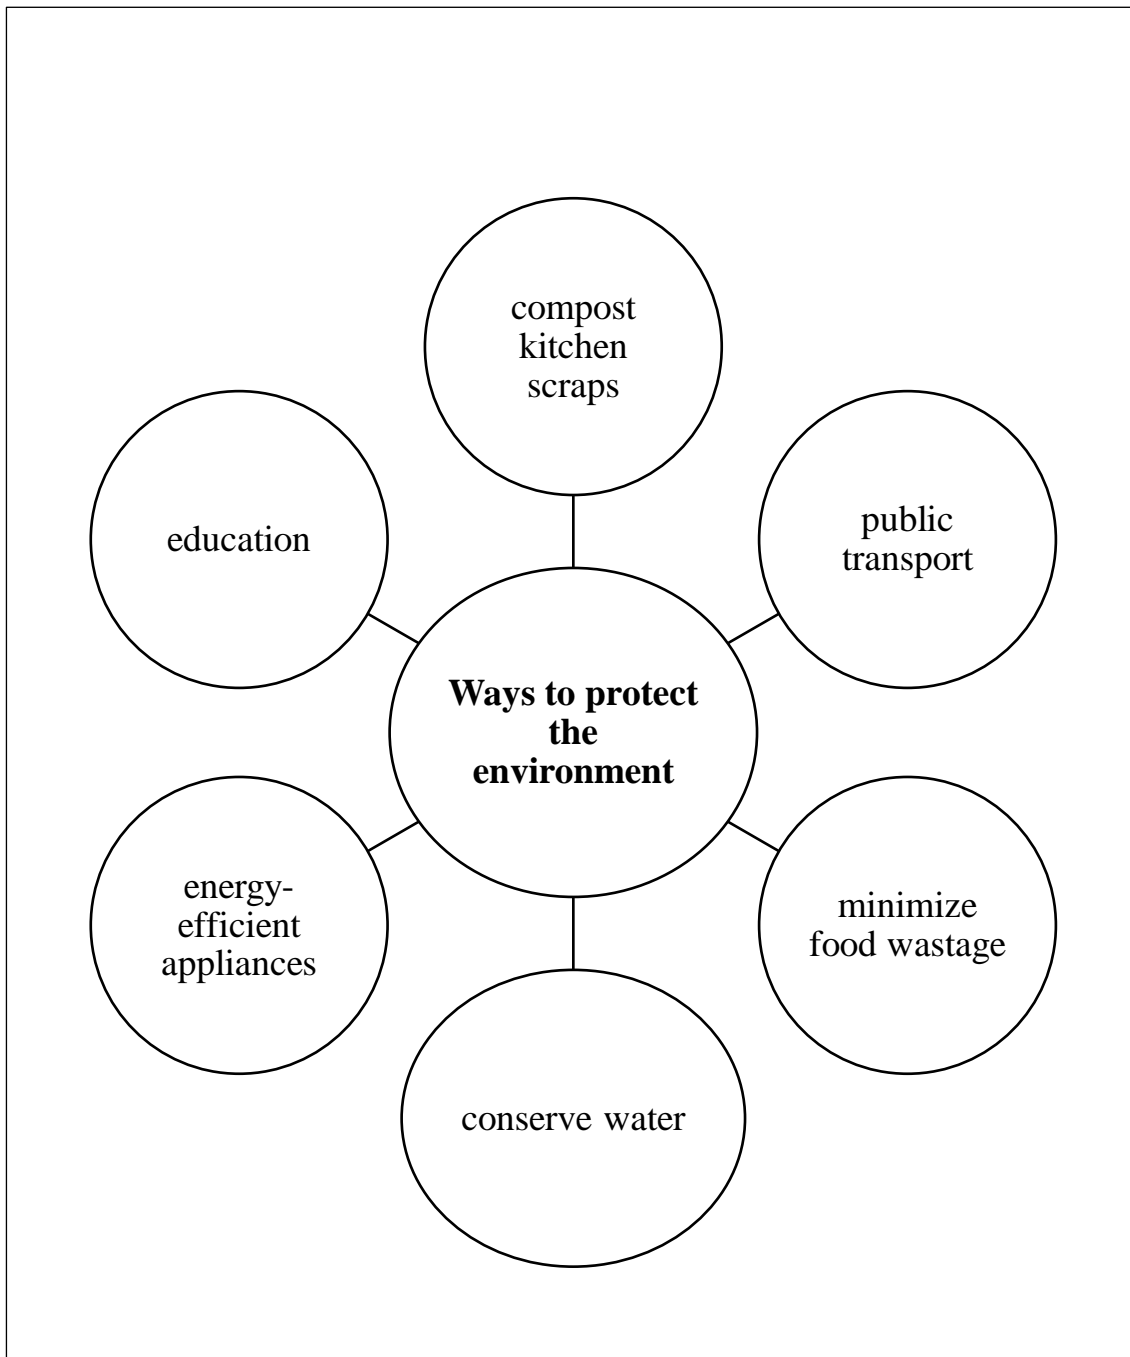 compost
kitchen
scraps
public
transport
education
Ways to protect
the
environment
energy-
efficient
appliances
minimize
food wastage
conserve water